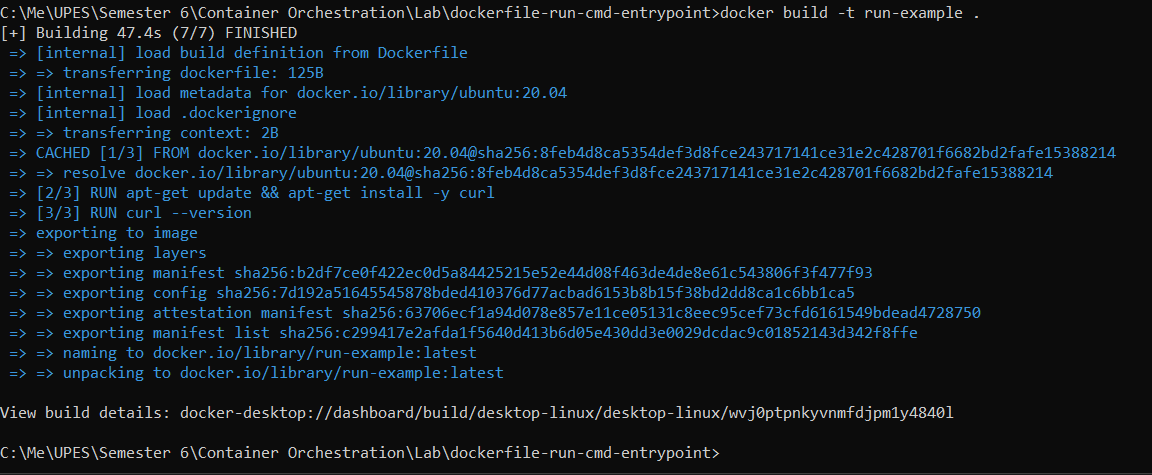 C:\Me\UPES\Semester 6\Container Orchestration\Lab\dockerfile-run-cmd-entrypoint>docker build -t run-example .
[+] Building 47.4s (7/7) FINISHED
=> [internal] load build definition from Dockerfile
=> => transferring dockerfile: 125B
=> [internal] load metadata for docker.io/library/ubuntu:20.04
=> [internal] load .dockerignore
=> => transferring context: 2B
=> CACHED [1/3] FROM docker.io/library/ubuntu:20.04@sha256:8feb4d8ca5354def3d8fce243717141ce31e2c428701f6682bd2fafe15388214
=> => resolve docker.io/library/ubuntu:20.04@sha256:8feb4d8ca5354def3d8fce243717141ce31e2c428701f6682bd2fafe15388214
=> [2/3] RUN apt-get update && apt-get install -y curl
=> [3/3] RUN curl --version
=> exporting to image
=> => exporting layers
=> => exporting manifest sha256:b2df7ce0f422ec0d5a84425215e52e44d08f463de4de8e61c543806f3f477f93
=> => exporting config sha256:7d192a51645545878bded410376d77acbad6153b8b15f38bd2dd8ca1c6bb1ca5
=> => exporting attestation manifest sha256:63706ecf1a94d078e857e11ce05131c8eec95cef73cfd6161549bdead4728750
=> => exporting manifest list sha256:c299417e2afda1f5640d413b6d05e430dd3e0029dcdac9c01852143d342f8ffe
=> => naming to docker.io/library/run-example:latest
=> => unpacking to docker.io/library/run-example:latest
View build details: docker-desktop://dashboard/build/desktop-linux/desktop-linux/wvj0ptpnkyvnmfdjpm1y4840l
C:\Me\UPES\Semester 6\Container Orchestration\Lab\dockerfile-run-cmd-entrypoint>